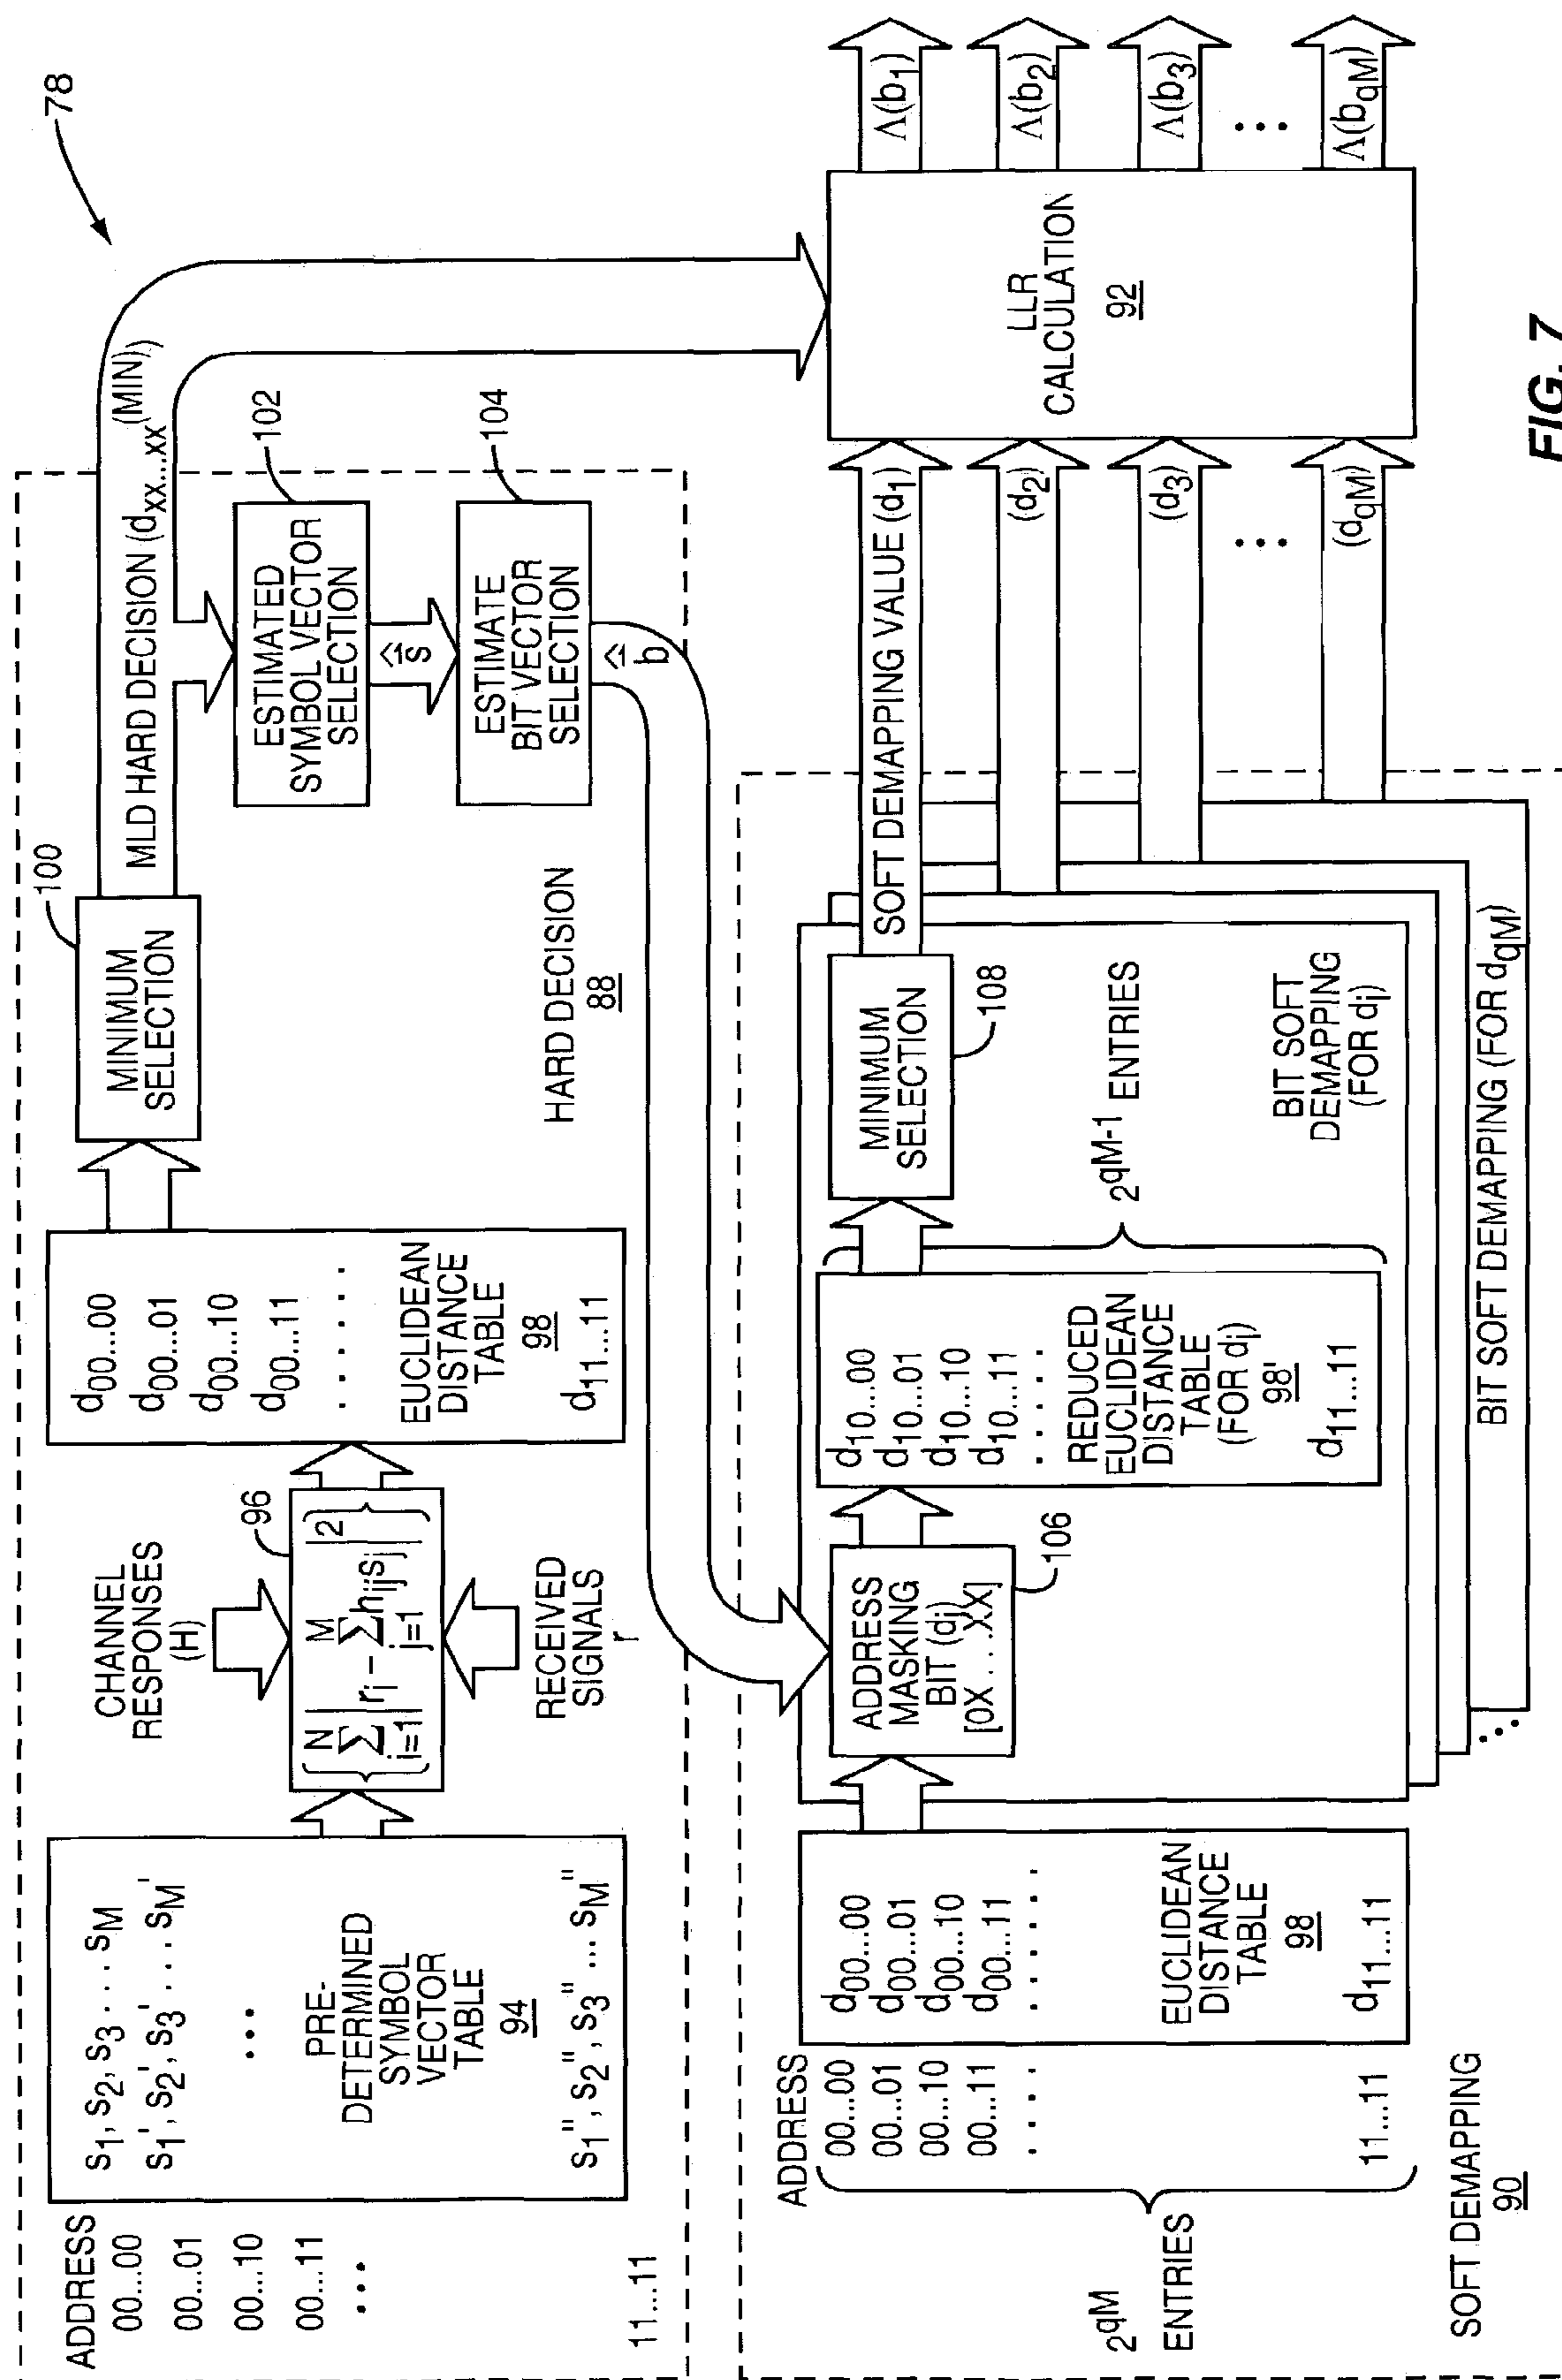 78
ADDRESS
00...00
00...01
00...10
00...11
...
11...11
s1, s2, s3 ... sM
s1', s2', s3' ... sM'
...
PRE-
DETERMINED
SYMBOL
VECTOR
TABLE
94
s1'', s2'', s3'' ... sM''
CHANNEL
RESPONSES
(H)
96
{ N Σ i=1 | ri – M Σ j=1 hijsj |2 }
RECEIVED
SIGNALS
r
d00...00
d00...01
d00...10
d00...11
......
EUCLIDEAN
DISTANCE
TABLE
98
d11...11
100
MINIMUM
SELECTION
MLD HARD DECISION (dxx...xx(MIN))
102
ESTIMATED
SYMBOL VECTOR
SELECTION
ŝ
104
ESTIMATE
BIT VECTOR
SELECTION
b̂
HARD DECISION
88
ADDRESS
00...00
00...01
00...10
00...11
....
11...11
2qM
ENTRIES
d00...00
d00...01
d00...10
d00...11
......
EUCLIDEAN
DISTANCE
TABLE
98
d11...11
ADDRESS
MASKING
BIT (di)
[0X...XX]
106
d10...00
d10...01
d10...10
d10...11
.....
REDUCED
EUCLIDEAN
DISTANCE
TABLE
(FOR di)
98'
d11...11
2qM-1 ENTRIES
MINIMUM
SELECTION
108
BIT SOFT
DEMAPPING
(FOR di)
...
BIT SOFT DEMAPPING (FOR dqM)
SOFT DEMAPPING VALUE (d1)
(d2)
(d3)
...
(dqM)
LLR
CALCULATION
92
Λ(b1)
Λ(b2)
Λ(b3)
...
Λ(bqM)
SOFT DEMAPPING
90
FIG. 7